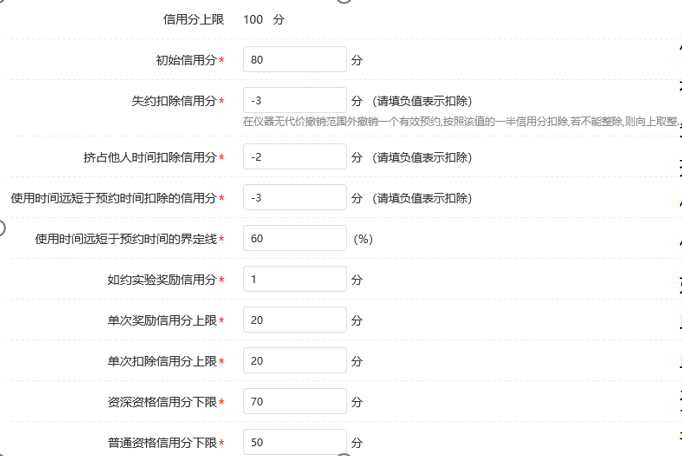 信用分上限 100 分
初始信用分* 80 分
失约扣除信用分* -3 分 (请填负值表示扣除)
在仪器无代价撤销范围外撤销一个有效预约,按照该值的一半信用分扣除,若不能整除,则向上取整.
挤占他人时间扣除信用分* -2 分 (请填负值表示扣除)
使用时间远短于预约时间扣除的信用分* -3 分 (请填负值表示扣除)
使用时间远短于预约时间的界定线* 60 (%)
如约实验奖励信用分* 1 分
单次奖励信用分上限* 20 分
单次扣除信用分上限* 20 分
资深资格信用分下限* 70 分
普通资格信用分下限* 50 分